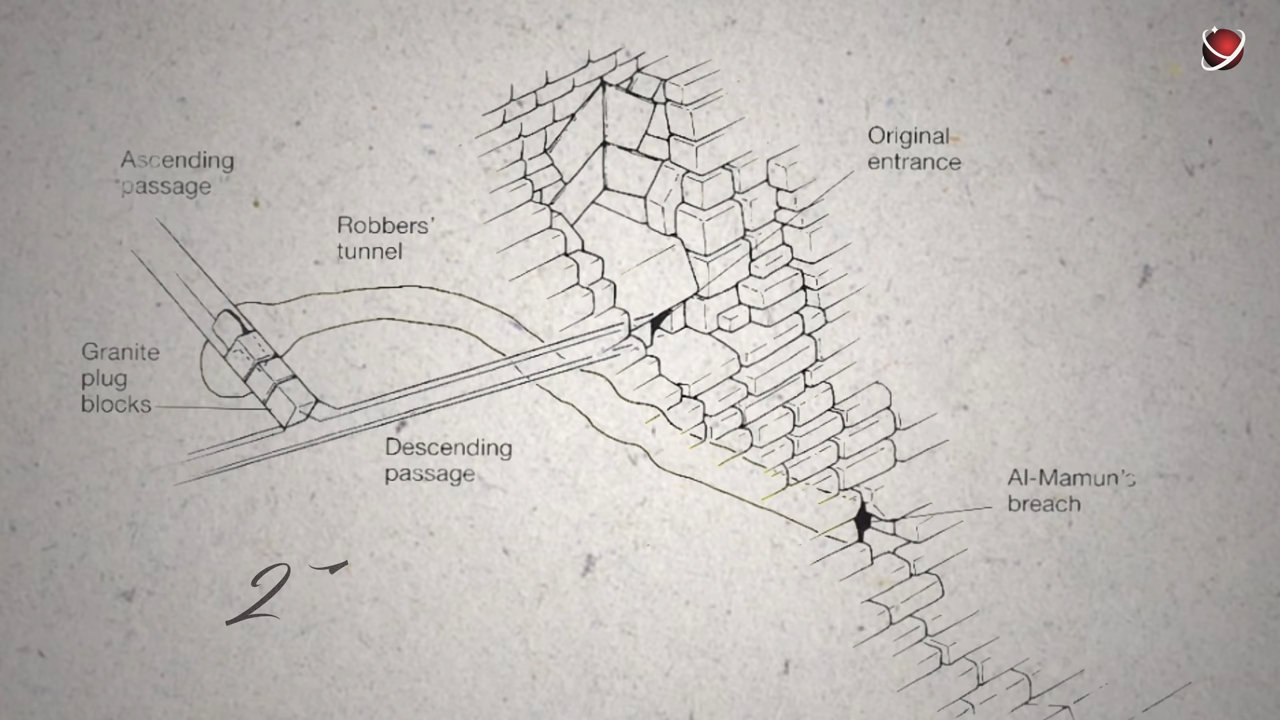 Original
entrance
Ascending
passage
Robbers'
tunnel
Granite
plug
blocks
Descending
passage
Al-Mamun's
breach
2